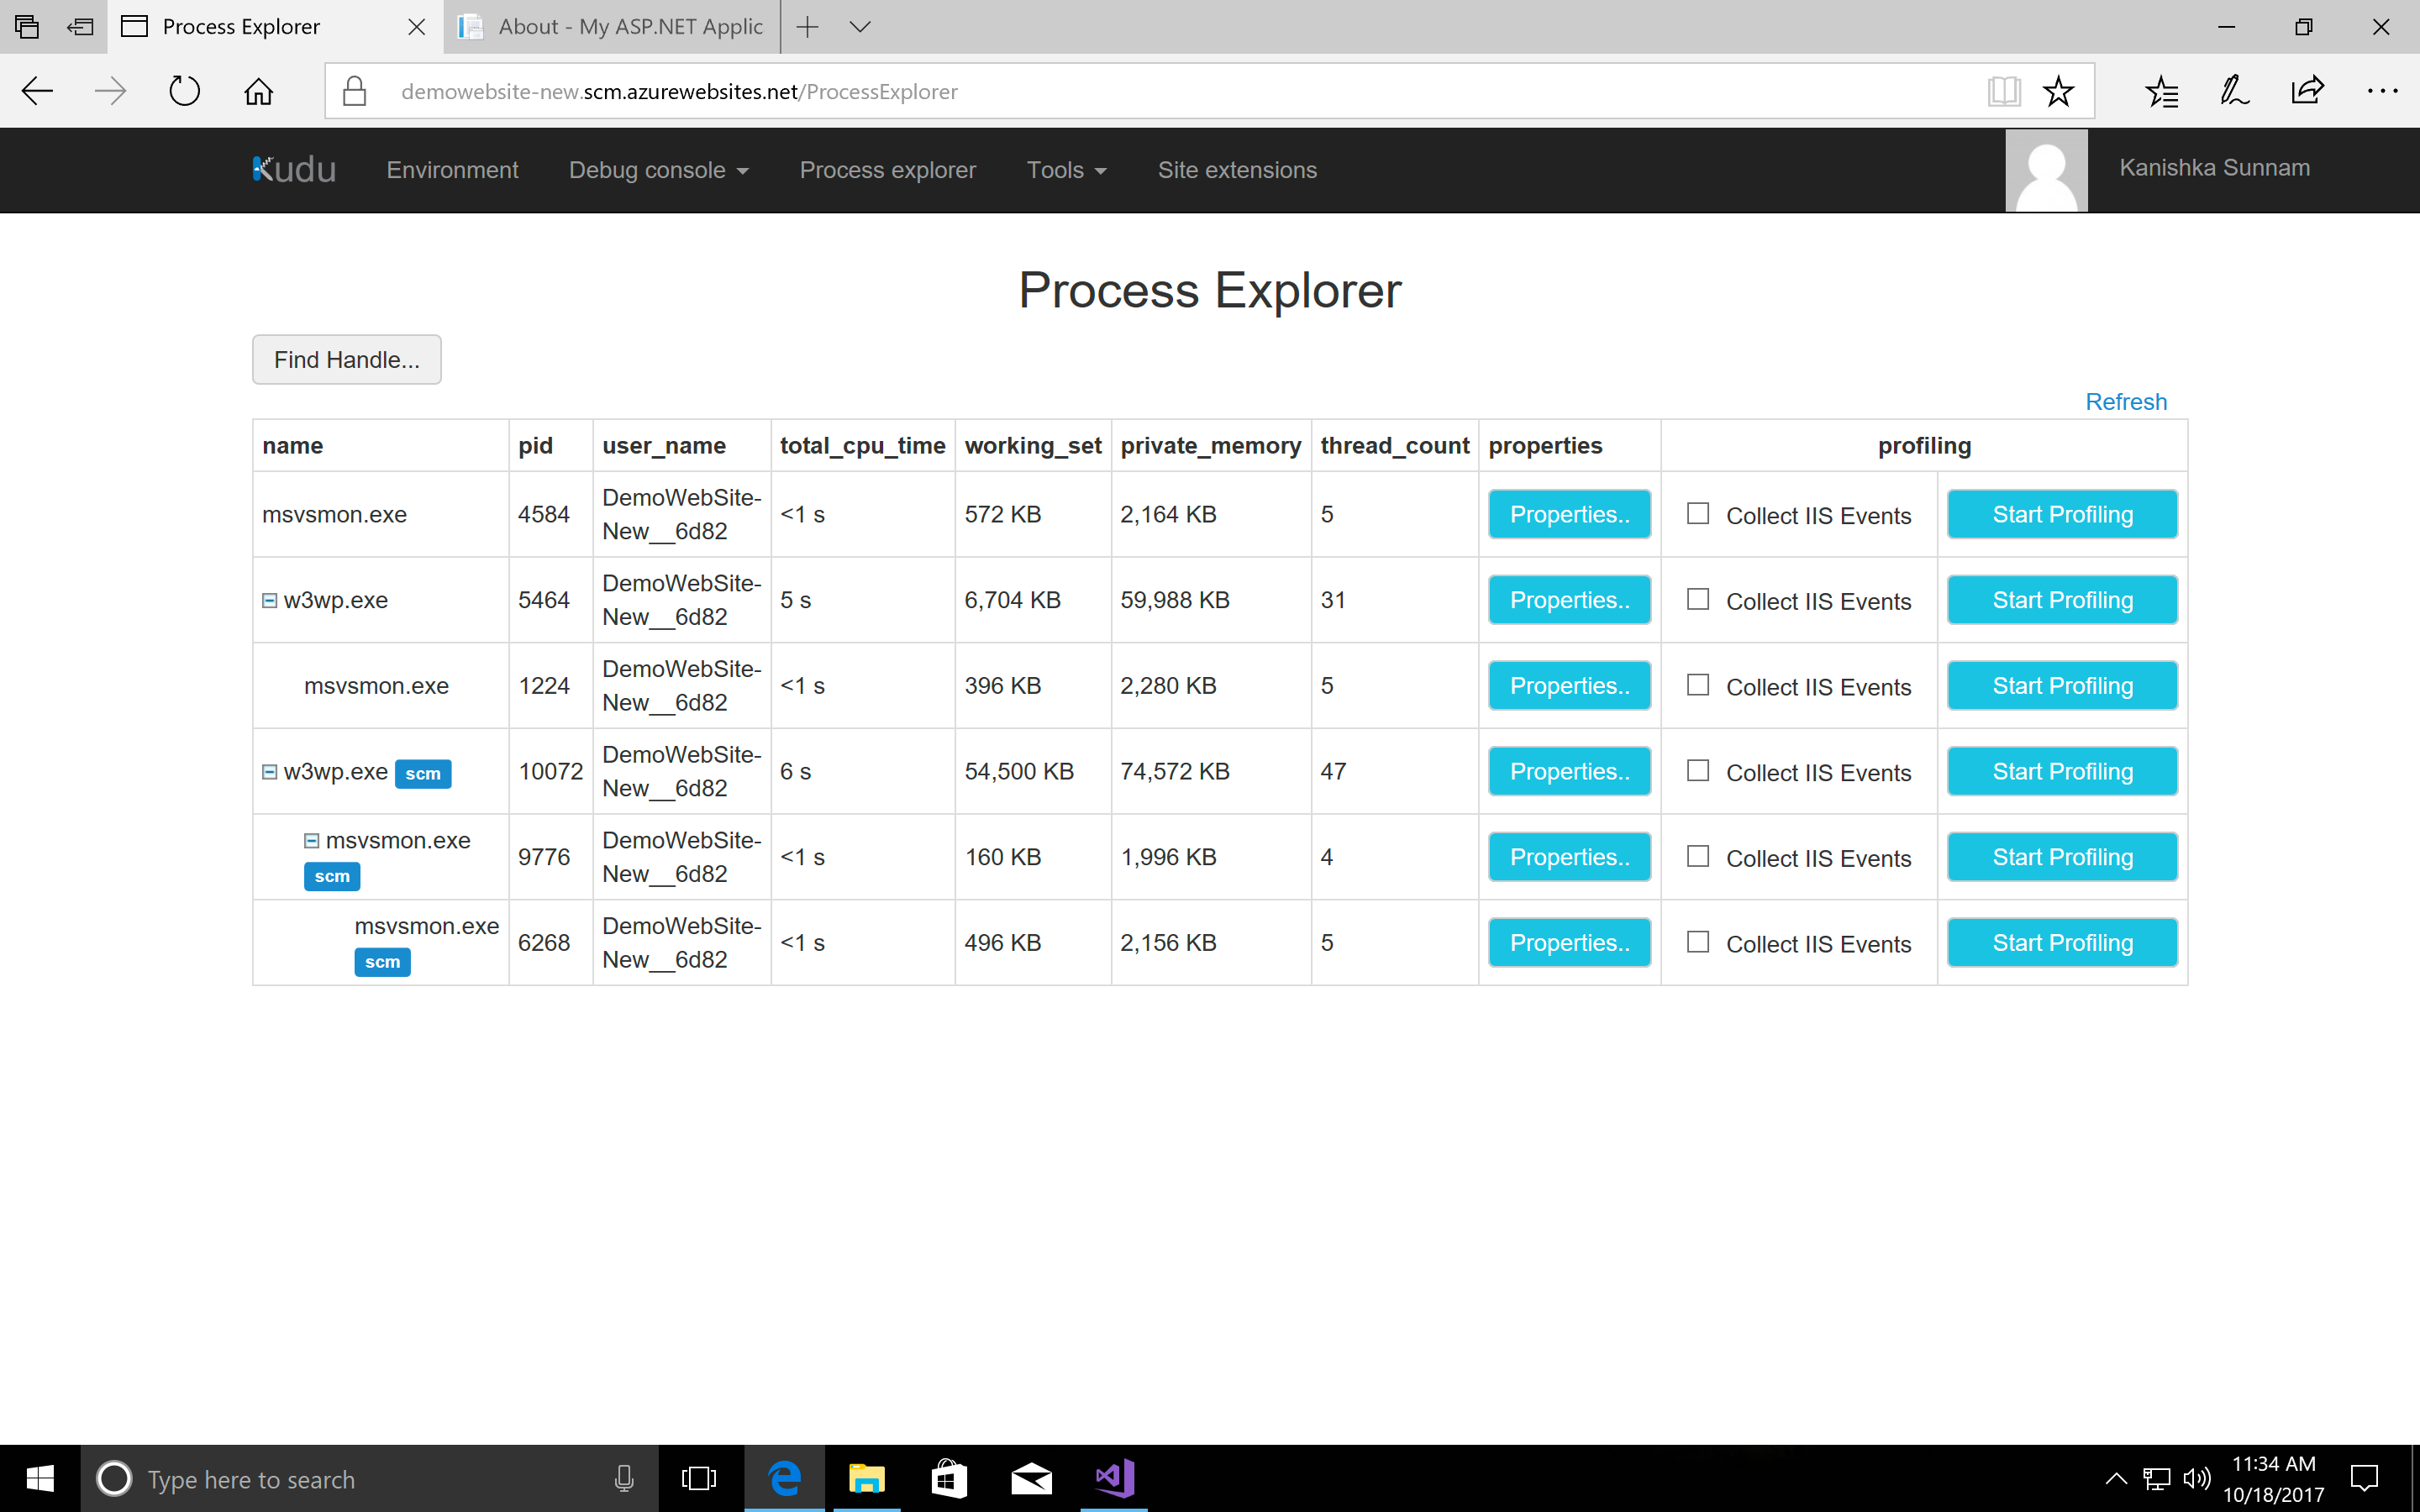 Process Explorer
About - My ASP.NET Applic
demowebsite-new.scm.azurewebsites.net/ProcessExplorer
Kudu Environment Debug console Process explorer Tools Site extensions Kanishka Sunnam
Process Explorer
Find Handle...
Refresh
name pid user_name total_cpu_time working_set private_memory thread_count properties profiling
msvsmon.exe 4584 DemoWebSite-New__6d82 <1 s 572 KB 2,164 KB 5 Properties.. Collect IIS Events Start Profiling
w3wp.exe 5464 DemoWebSite-New__6d82 5 s 6,704 KB 59,988 KB 31 Properties.. Collect IIS Events Start Profiling
msvsmon.exe 1224 DemoWebSite-New__6d82 <1 s 396 KB 2,280 KB 5 Properties.. Collect IIS Events Start Profiling
w3wp.exe scm 10072 DemoWebSite-New__6d82 6 s 54,500 KB 74,572 KB 47 Properties.. Collect IIS Events Start Profiling
msvsmon.exe scm 9776 DemoWebSite-New__6d82 <1 s 160 KB 1,996 KB 4 Properties.. Collect IIS Events Start Profiling
msvsmon.exe scm 6268 DemoWebSite-New__6d82 <1 s 496 KB 2,156 KB 5 Properties.. Collect IIS Events Start Profiling
Type here to search
11:34 AM
10/18/2017